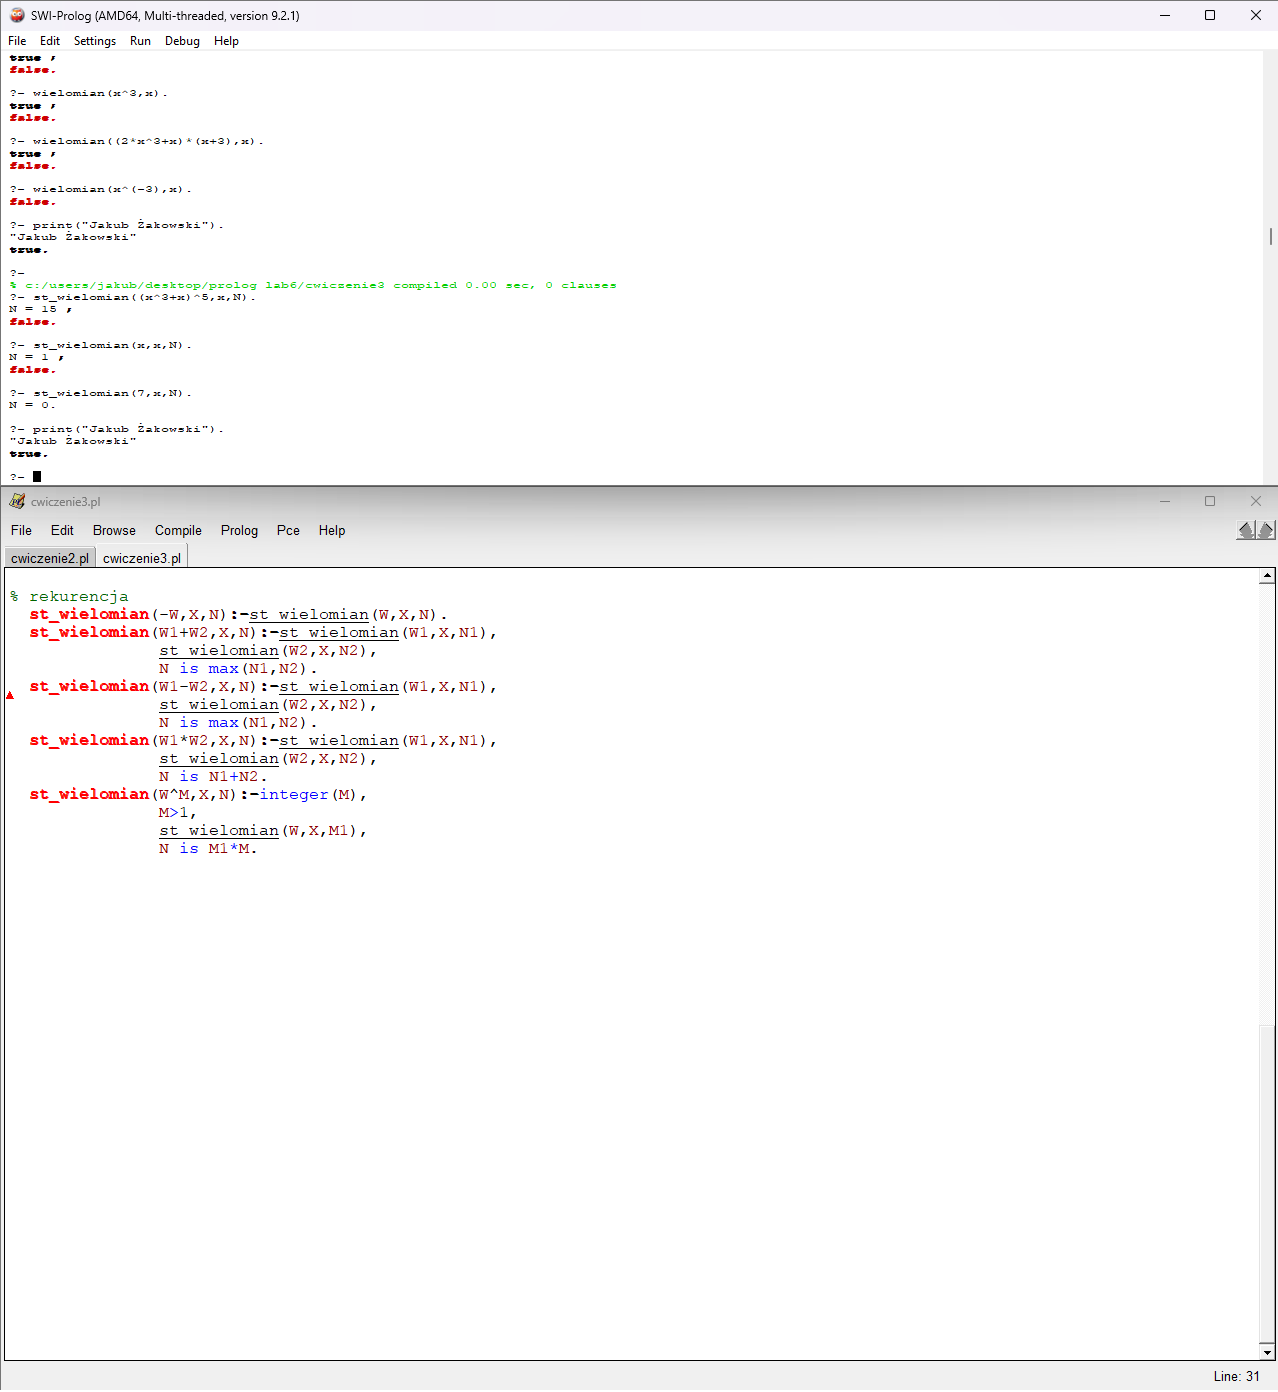 SWI-Prolog (AMD64, Multi-threaded, version 9.2.1)
File Edit Settings Run Debug Help
true ;
false.
?- wielomian(x^3,x).
true ;
false.
?- wielomian((2*x^3+x)*(x+3),x).
true ;
false.
?- wielomian(x^(-3),x).
false.
?- print("Jakub Żakowski").
"Jakub Żakowski"
true.
?-
% c:/users/jakub/desktop/prolog lab6/cwiczenie3 compiled 0.00 sec, 0 clauses
?- st_wielomian((x^3+x)^5,x,N).
N = 15 ;
false.
?- st_wielomian(x,x,N).
N = 1 ;
false.
?- st_wielomian(7,x,N).
N = 0.
?- print("Jakub Żakowski").
"Jakub Żakowski"
true.
?-
cwiczenie3.pl
File Edit Browse Compile Prolog Pce Help
cwiczenie2.pl cwiczenie3.pl
% rekurencja
st_wielomian(-W,X,N):-st_wielomian(W,X,N).
st_wielomian(W1+W2,X,N):-st_wielomian(W1,X,N1),
st_wielomian(W2,X,N2),
N is max(N1,N2).
st_wielomian(W1-W2,X,N):-st_wielomian(W1,X,N1),
st_wielomian(W2,X,N2),
N is max(N1,N2).
st_wielomian(W1*W2,X,N):-st_wielomian(W1,X,N1),
st_wielomian(W2,X,N2),
N is N1+N2.
st_wielomian(W^M,X,N):-integer(M),
M>1,
st_wielomian(W,X,M1),
N is M1*M.
Line: 31